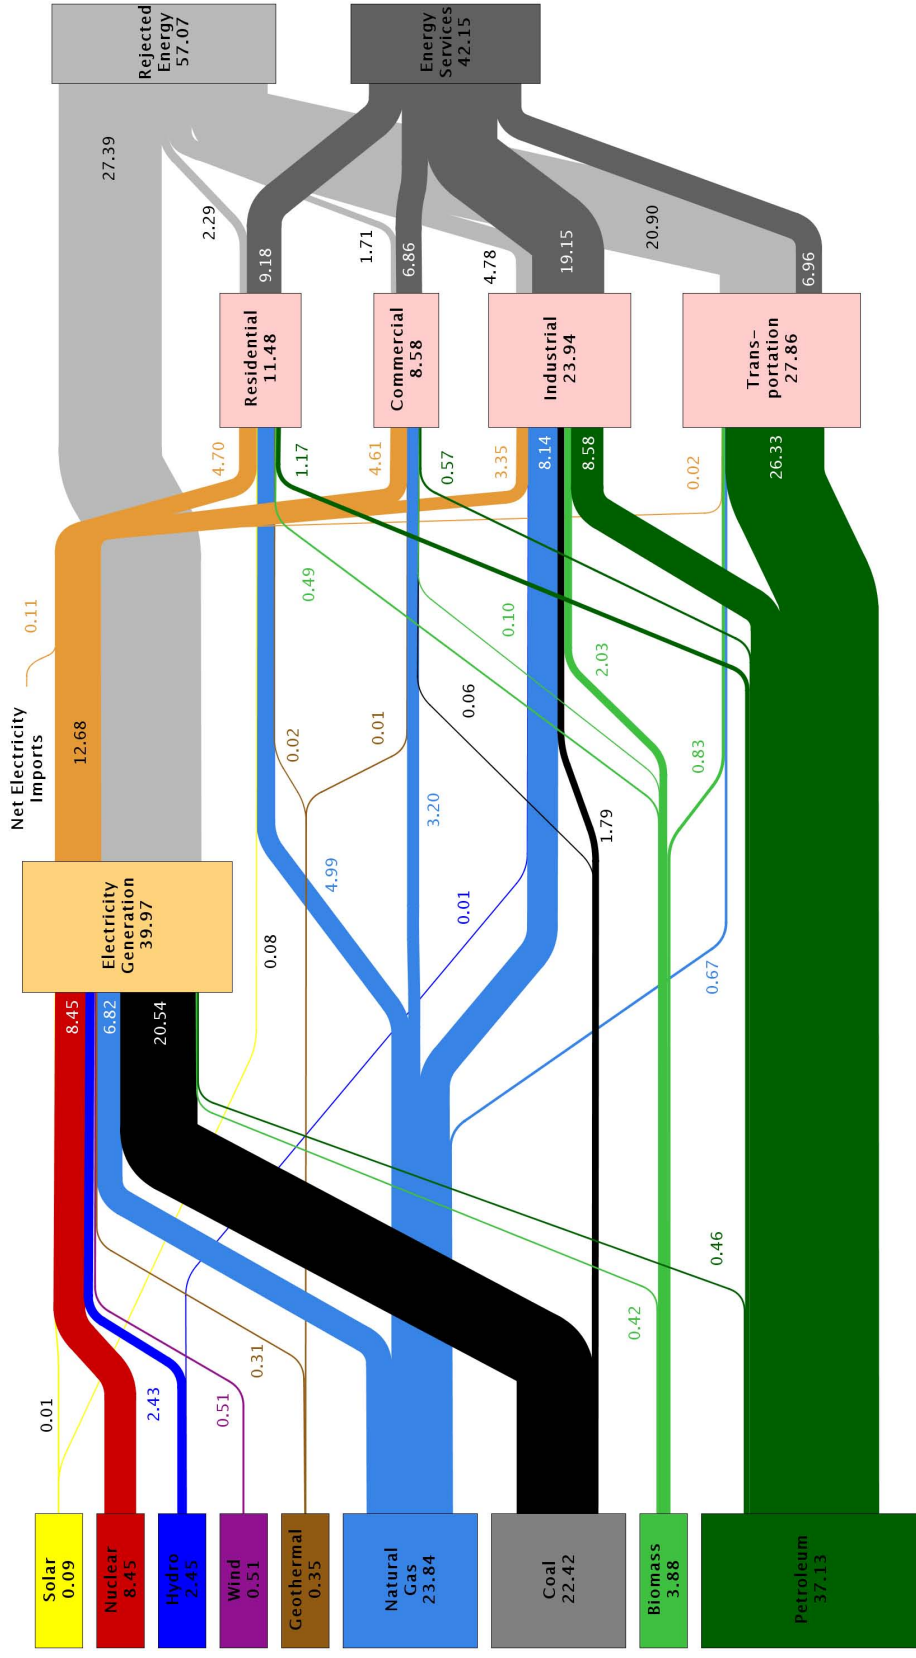 Net Electricity
Imports
0.11
Solar
0.09
Nuclear
8.45
Hydro
2.45
Wind
0.51
Geothermal
0.35
Natural
Gas
23.84
Coal
22.42
Biomass
3.88
Petroleum
37.13
0.01
2.43
0.51
0.31
0.42
0.46
8.45
6.82
20.54
Electricity
Generation
39.97
0.08
4.99
0.01
0.67
12.68
0.02
0.01
3.20
0.06
1.79
0.83
0.49
0.10
2.03
4.70
1.17
4.61
0.57
3.35
8.14
8.58
0.02
26.33
Residential
11.48
Commercial
8.58
Industrial
23.94
Trans-
portation
27.86
27.39
2.29
9.18
1.71
6.86
4.78
19.15
20.90
6.96
Rejected
Energy
57.07
Energy
Services
42.15